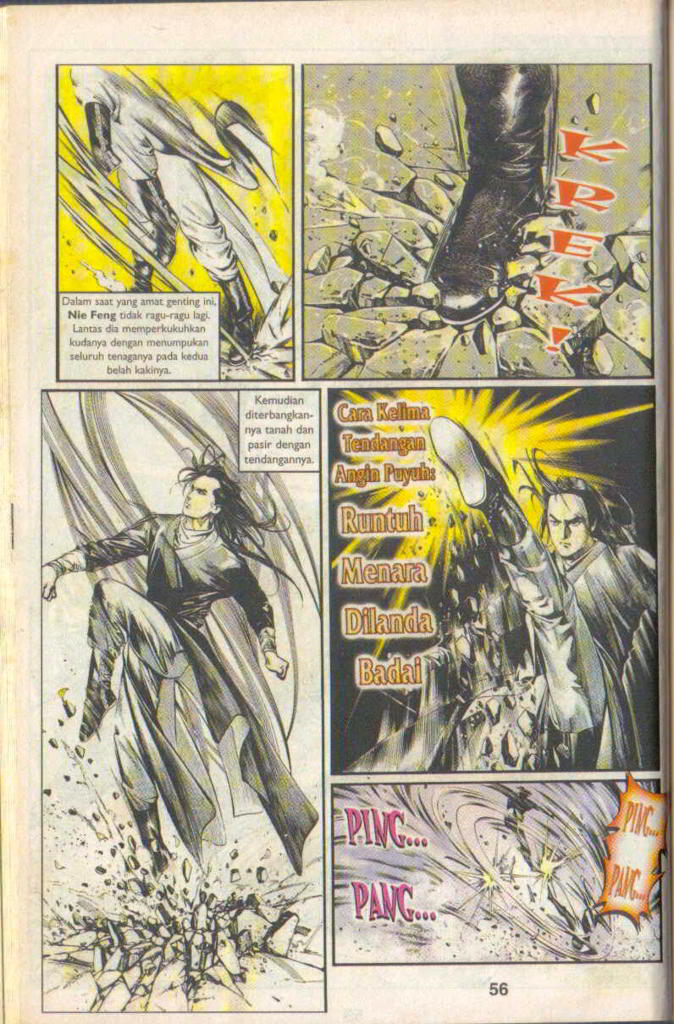 Dalam saat yang amat genting ini,
Nie Feng tidak ragu-ragu lagi.
Lantas dia memperkukuhkan
kudanya dengan menumpukan
seluruh tenaganya pada kedua
belah kakinya.
KREK!
Kemudian
diterbangkan-
nya tanah dan
pasir dengan
tendangannya.
Cara Kelima
Tendangan
Angin Puyuh:
Runtuh
Menara
Dilanda
Badai
PING...
PANG...
PING...
PANG...
56